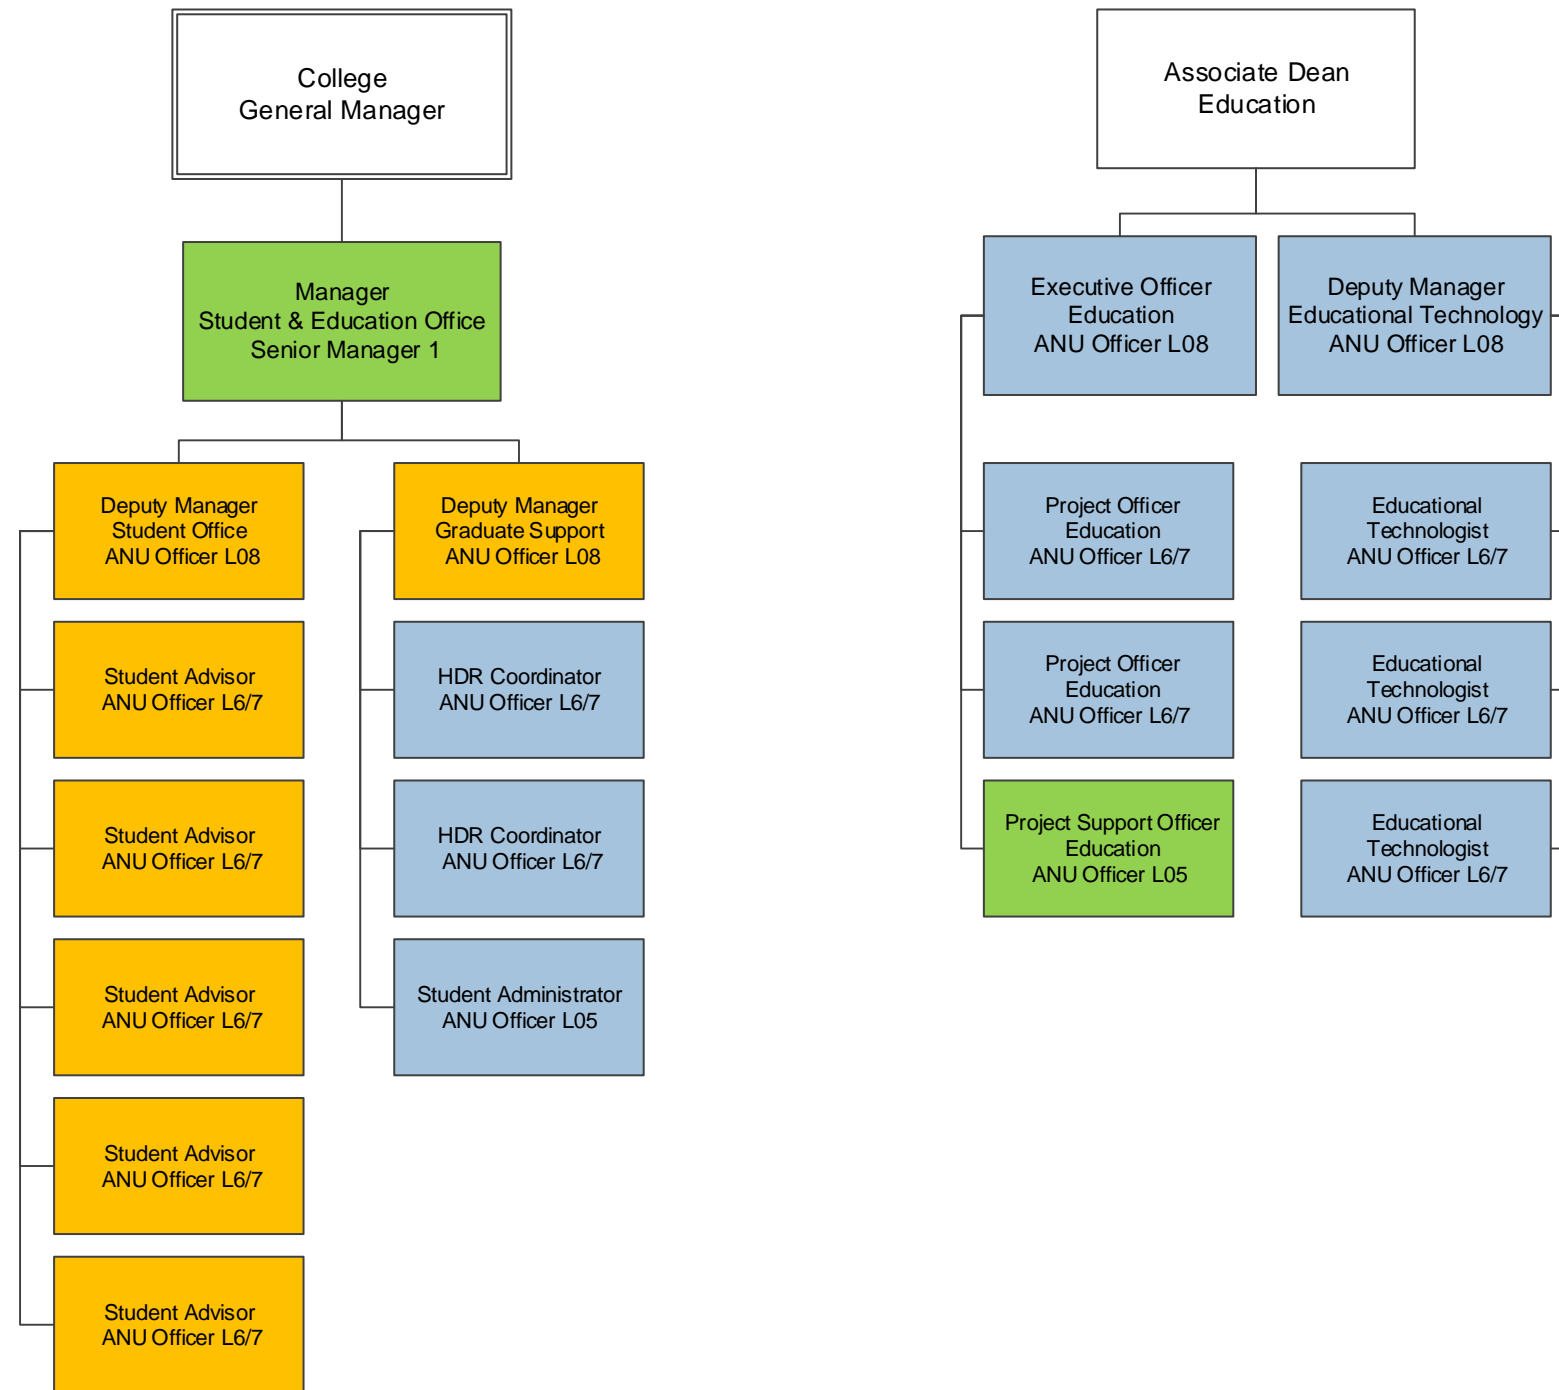 College
General Manager
Associate Dean
Education
Manager
Student & Education Office
Senior Manager 1
Executive Officer
Education
ANU Officer L08
Deputy Manager
Educational Technology
ANU Officer L08
Deputy Manager
Student Office
ANU Officer L08
Deputy Manager
Graduate Support
ANU Officer L08
Project Officer
Education
ANU Officer L6/7
Educational
Technologist
ANU Officer L6/7
Student Advisor
ANU Officer L6/7
HDR Coordinator
ANU Officer L6/7
Project Officer
Education
ANU Officer L6/7
Educational
Technologist
ANU Officer L6/7
Student Advisor
ANU Officer L6/7
HDR Coordinator
ANU Officer L6/7
Project Support Officer
Education
ANU Officer L05
Educational
Technologist
ANU Officer L6/7
Student Advisor
ANU Officer L6/7
Student Administrator
ANU Officer L05
Student Advisor
ANU Officer L6/7
Student Advisor
ANU Officer L6/7